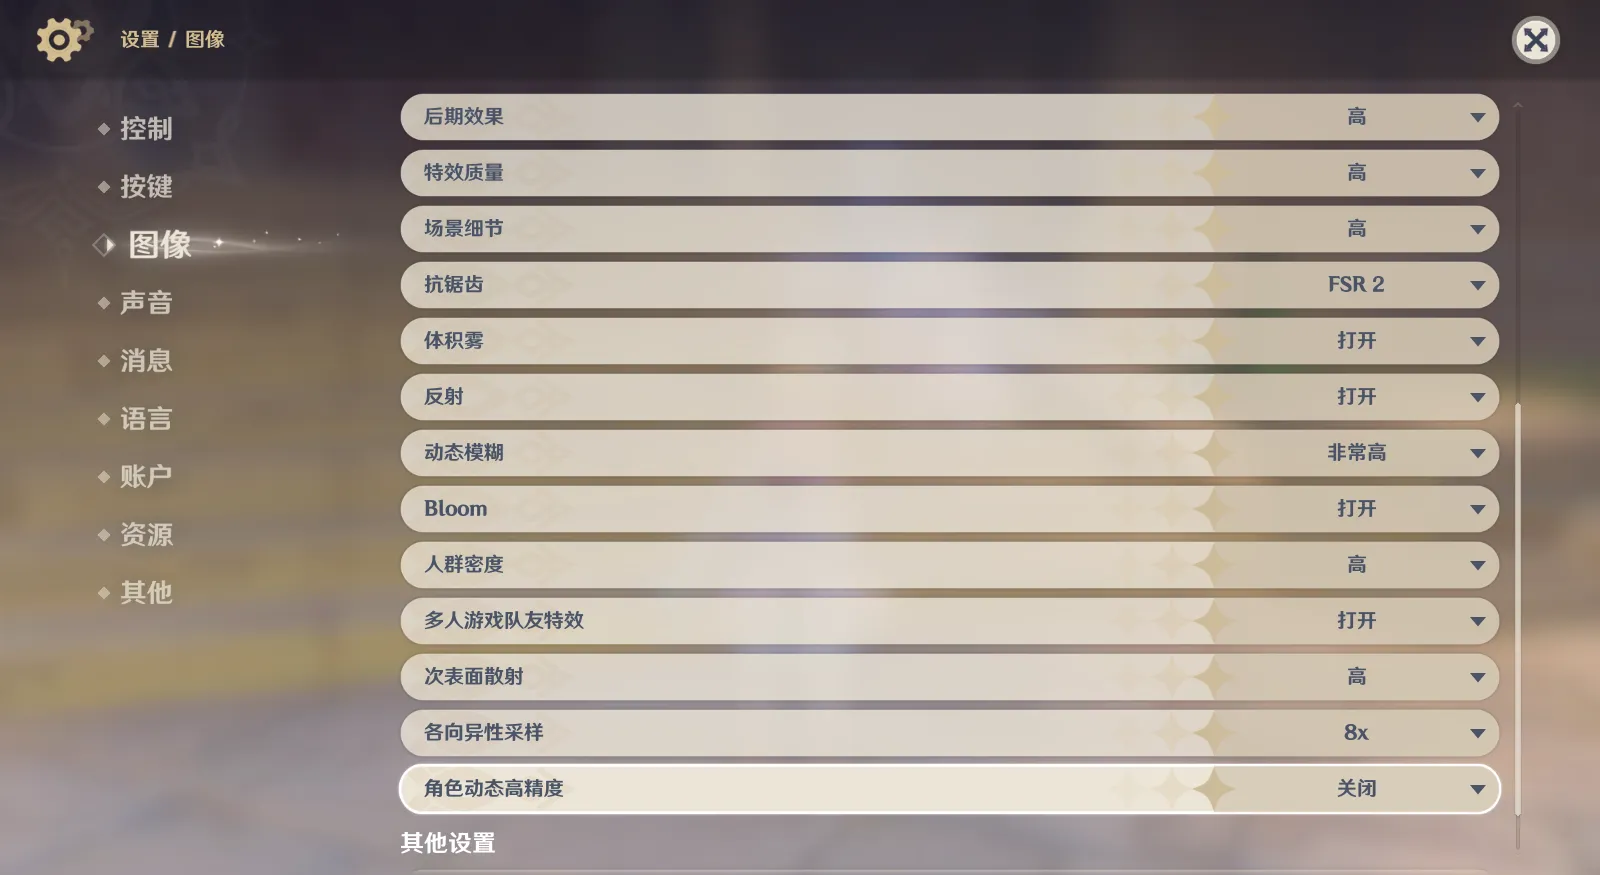 设置 / 图像
控制
按键
图像
声音
消息
语言
账户
资源
其他
后期效果 高
特效质量 高
场景细节 高
抗锯齿 FSR 2
体积雾 打开
反射 打开
动态模糊 非常高
Bloom 打开
人群密度 高
多人游戏队友特效 打开
次表面散射 高
各向异性采样 8x
角色动态高精度 关闭
其他设置